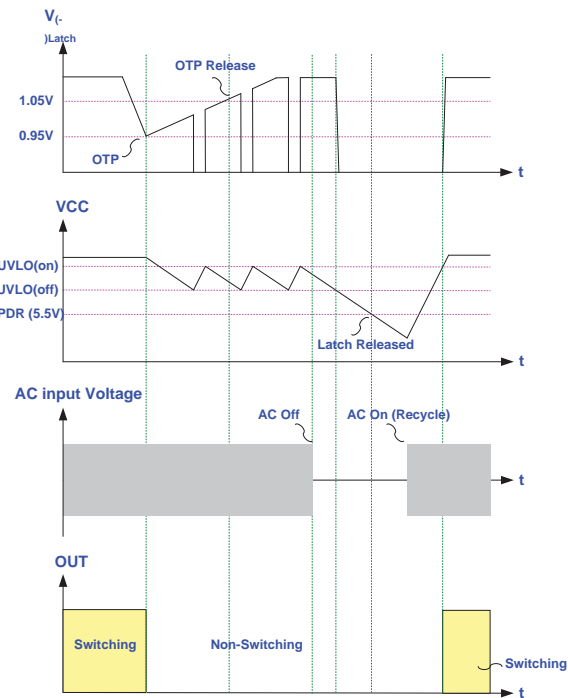 V(-
)Latch
OTP Release
1.05V
0.95V
OTP
t
VCC
UVLO(on)
UVLO(off)
PDR (5.5V)
Latch Released
t
AC input Voltage
AC Off
AC On (Recycle)
t
OUT
Switching
Non-Switching
Switching
t